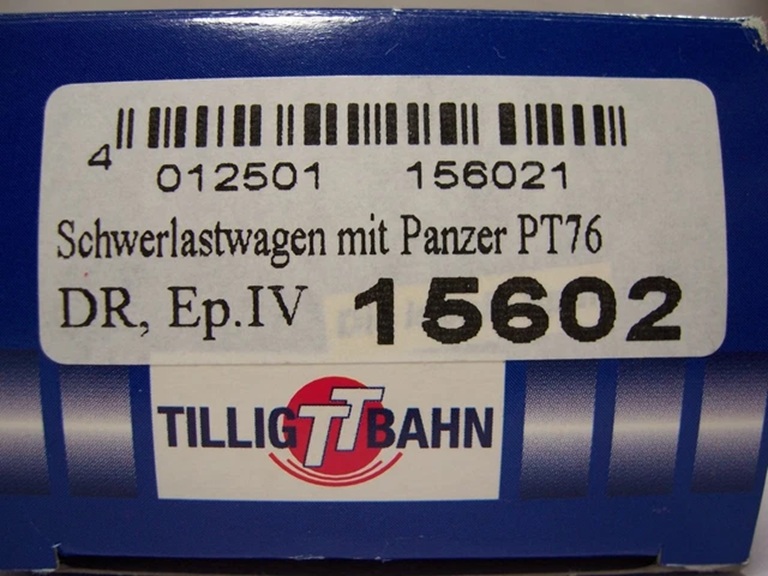 4 012501 156021
Schwerlastwagen mit Panzer PT76
DR, Ep.IV 15602
TILLIG TT BAHN